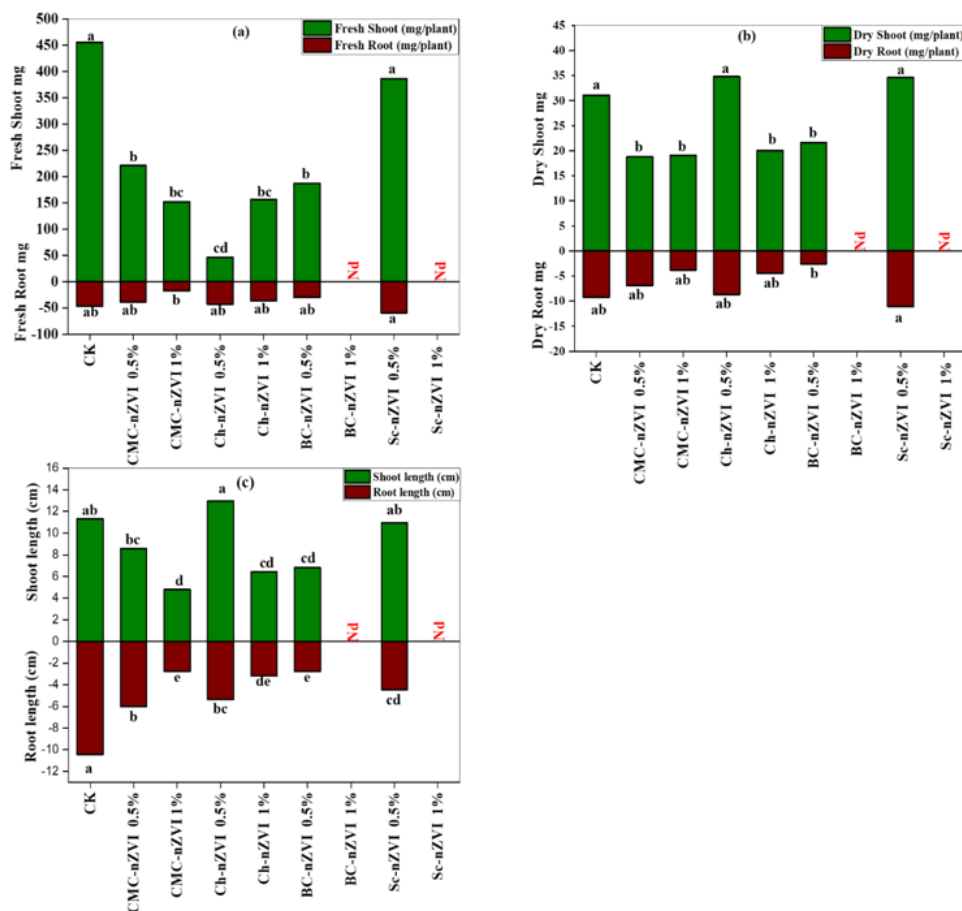 (a)
Fresh Shoot (mg/plant)
Fresh Root (mg/plant)
Fresh Shoot mg
Fresh Root mg
500
450
400
350
300
250
200
150
100
50
0
-50
-100
a
b
bc
cd
bc
b
Nd
a
Nd
ab
ab
b
ab
ab
ab
a
CK
CMC-nZVI 0.5%
CMC-nZVI 1%
Ch-nZVI 0.5%
Ch-nZVI 1%
BC-nZVI 0.5%
BC-nZVI 1%
Sc-nZVI 0.5%
Sc-nZVI 1%
(b)
Dry Shoot (mg/plant)
Dry Root (mg/plant)
Dry Shoot mg
Dry Root mg
45
40
35
30
25
20
15
10
5
0
-5
-10
-15
-20
a
b
b
a
b
b
Nd
a
Nd
ab
ab
ab
ab
ab
b
a
CK
CMC-nZVI 0.5%
CMC-nZVI 1%
Ch-nZVI 0.5%
Ch-nZVI 1%
BC-nZVI 0.5%
BC-nZVI 1%
Sc-nZVI 0.5%
Sc-nZVI 1%
(c)
Shoot length (cm)
Root length (cm)
Shoot length (cm)
Root length (cm)
16
14
12
10
8
6
4
2
0
-2
-4
-6
-8
-10
-12
ab
bc
d
a
cd
cd
Nd
ab
Nd
a
b
e
bc
de
e
cd
CK
CMC-nZVI 0.5%
CMC-nZVI 1%
Ch-nZVI 0.5%
Ch-nZVI 1%
BC-nZVI 0.5%
BC-nZVI 1%
Sc-nZVI 0.5%
Sc-nZVI 1%